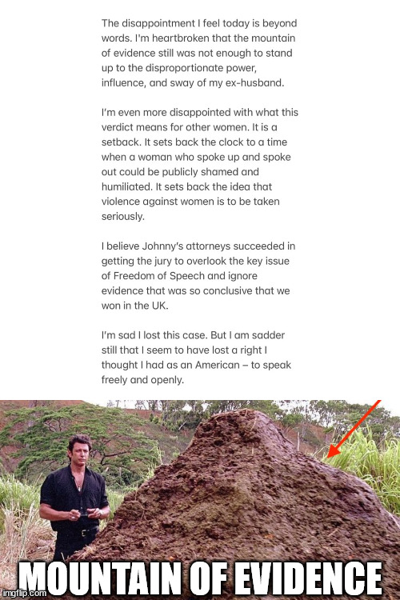 The disappointment I feel today is beyond
words. I'm heartbroken that the mountain
of evidence still was not enough to stand
up to the disproportionate power,
influence, and sway of my ex-husband.
I'm even more disappointed with what this
verdict means for other women. It is a
setback. It sets back the clock to a time
when a woman who spoke up and spoke
out could be publicly shamed and
humiliated. It sets back the idea that
violence against women is to be taken
seriously.
I believe Johnny's attorneys succeeded in
getting the jury to overlook the key issue
of Freedom of Speech and ignore
evidence that was so conclusive that we
won in the UK.
I'm sad I lost this case. But I am sadder
still that I seem to have lost a right I
thought I had as an American – to speak
freely and openly.
MOUNTAIN OF EVIDENCE
imgflip.com